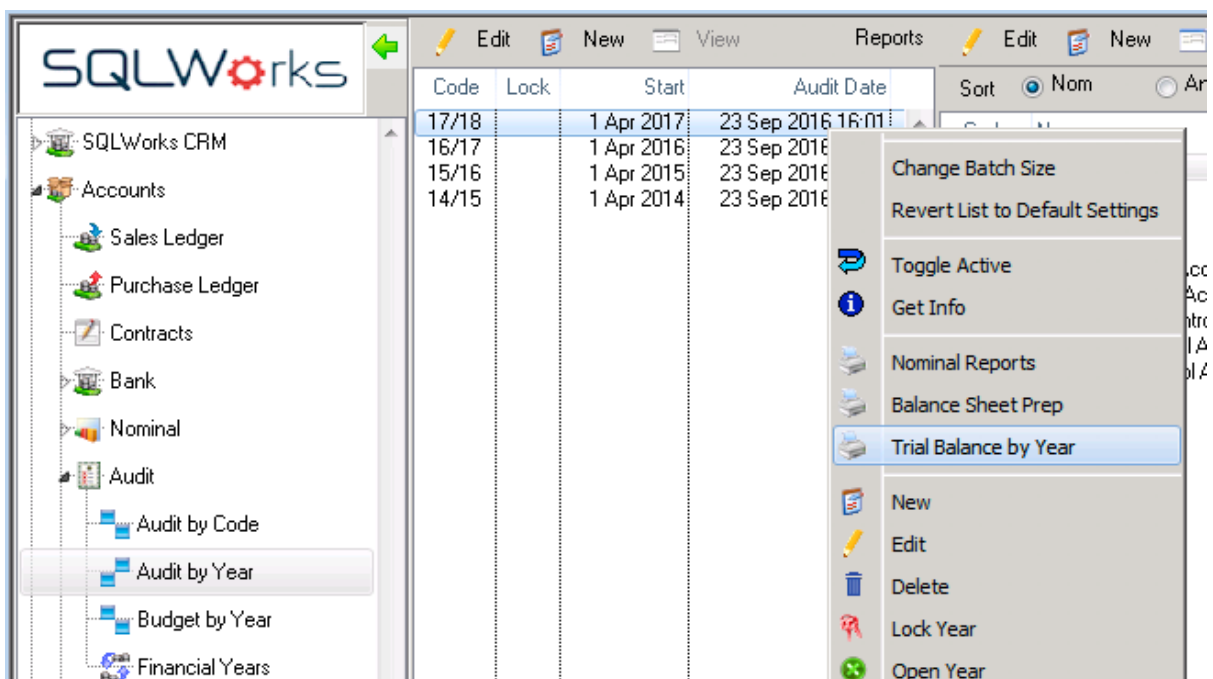 SQLWorks
SQLWorks CRM
Accounts
Sales Ledger
Purchase Ledger
Contracts
Bank
Nominal
Audit
Audit by Code
Audit by Year
Budget by Year
Financial Years
Edit New View Reports
Code Lock Start Audit Date
17/18 1 Apr 2017 23 Sep 2016 16:01
16/17 1 Apr 2016 23 Sep 2016
15/16 1 Apr 2015 23 Sep 2016
14/15 1 Apr 2014 23 Sep 2016
Edit New
Sort Nom
Change Batch Size
Revert List to Default Settings
Toggle Active
Get Info
Nominal Reports
Balance Sheet Prep
Trial Balance by Year
New
Edit
Delete
Lock Year
Open Year